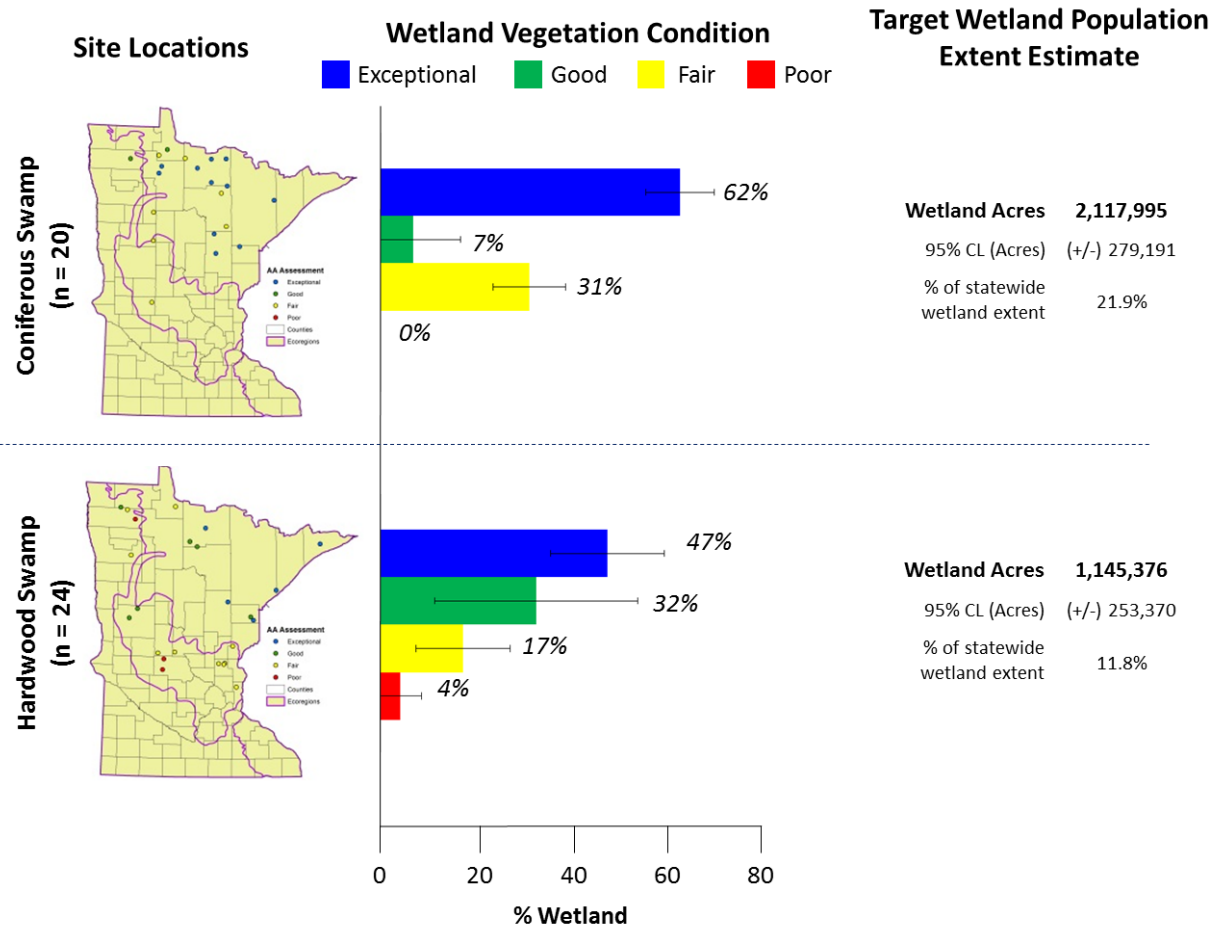 Site Locations
Wetland Vegetation Condition
Target Wetland Population
Extent Estimate
Exceptional
Good
Fair
Poor
Coniferous Swamp
(n = 20)
AA Assessment
Exceptional
Good
Fair
Poor
Counties
Ecoregions
62%
7%
31%
0%
Wetland Acres 2,117,995
95% CL (Acres) (+/-) 279,191
% of statewide
wetland extent 21.9%
Hardwood Swamp
(n = 24)
AA Assessment
Exceptional
Good
Fair
Poor
Counties
Ecoregions
47%
32%
17%
4%
Wetland Acres 1,145,376
95% CL (Acres) (+/-) 253,370
% of statewide
wetland extent 11.8%
0 20 40 60 80
% Wetland